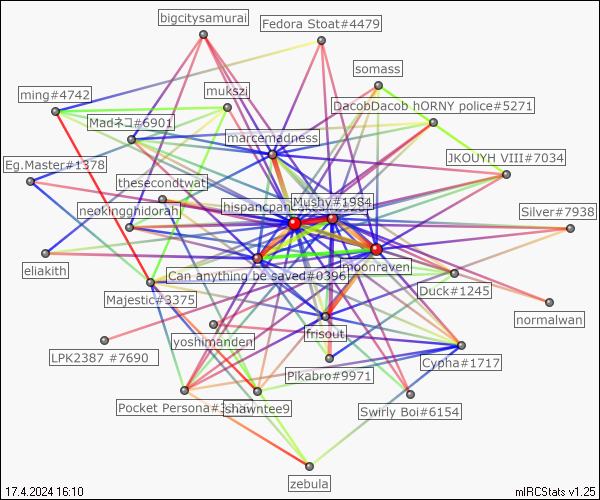 bigcitysamurai
Fedora Stoat#4479
somass
ming#4742
mukszi
DacobDacob hORNY police#5271
Madネコ#6901
marcemadness
Eg.Master#1378
JKOUYH VIII#7034
thesecondtwat
hispancpan
Mushy#1984
neokingghidorah
Silver#7938
eliakith
Can anything be saved#0396
moonraven
Majestic#3375
Duck#1245
normalwan
frisout
LPK2387 #7690
yoshimanden
Cypha#1717
Pikabro#9971
Pocket Persona#3
shawntee9
Swirly Boi#6154
zebula
17.4.2024 16:10
mIRCStats v1.25